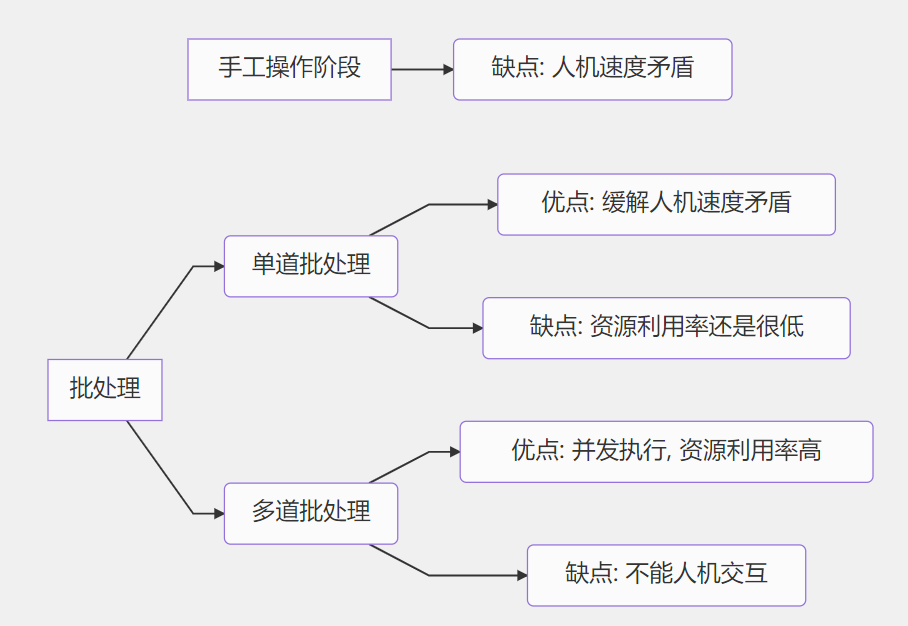 手工操作阶段
缺点: 人机速度矛盾
优点: 缓解人机速度矛盾
单道批处理
缺点: 资源利用率还是很低
批处理
优点: 并发执行, 资源利用率高
多道批处理
缺点: 不能人机交互